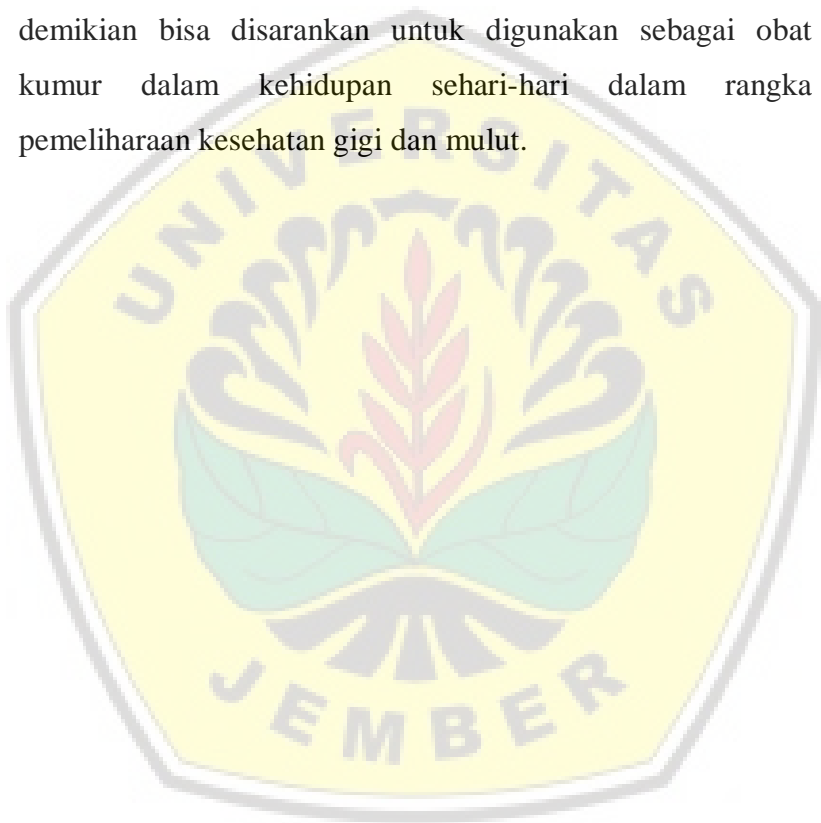 demikian bisa disarankan untuk digunakan sebagai obat
kumur dalam kehidupan sehari-hari dalam rangka
pemeliharaan kesehatan gigi dan mulut.
UNIVERSITAS
JEMBER